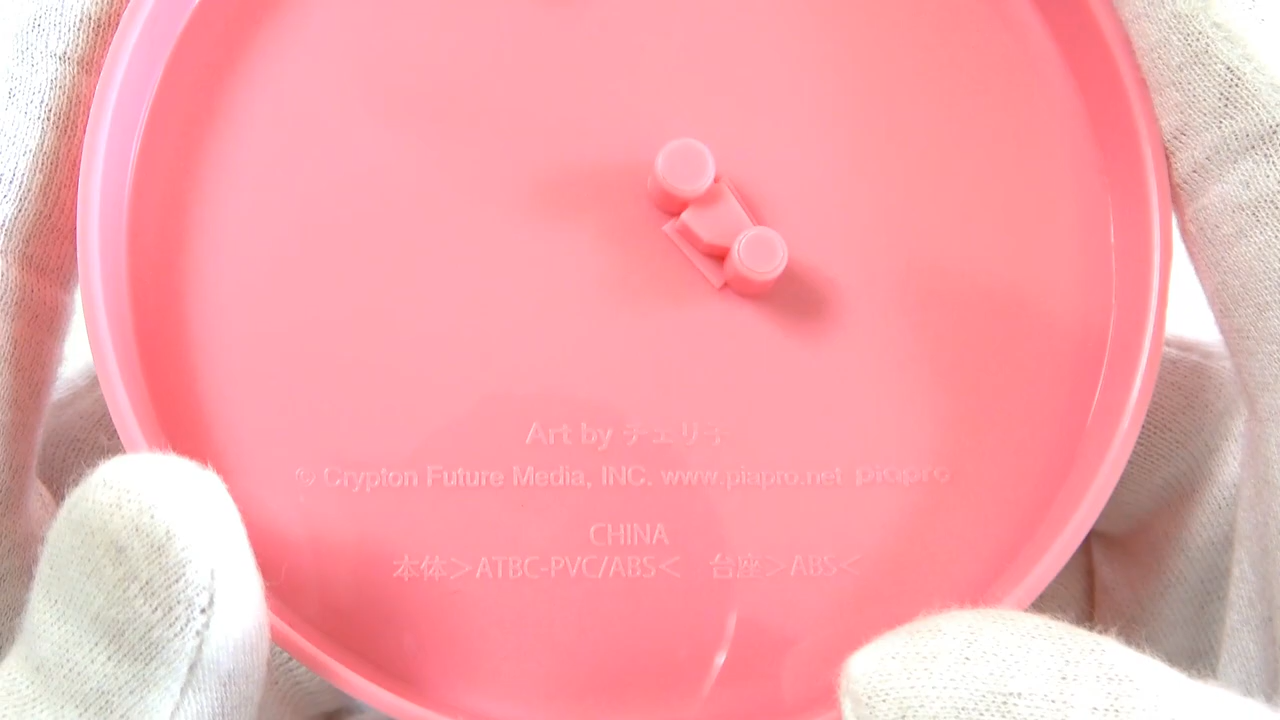 Art by チェリ子
© Crypton Future Media, INC. www.piapro.net piapro
CHINA
本体＞ATBC-PVC/ABS＜ 台座＞ABS＜